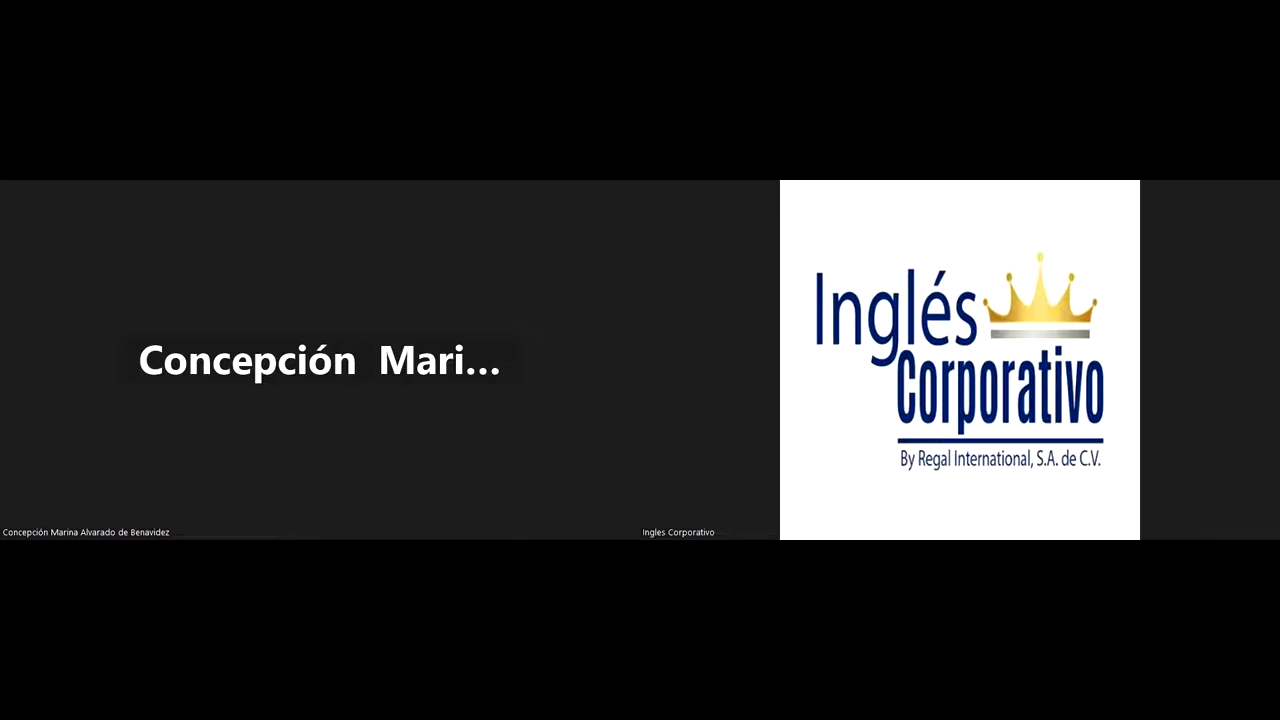 Concepción Mari...
Concepción Marina Alvarado de Benavidez
Inglés
Corporativo
By Regal International, S.A. de C.V.
Ingles Corporativo